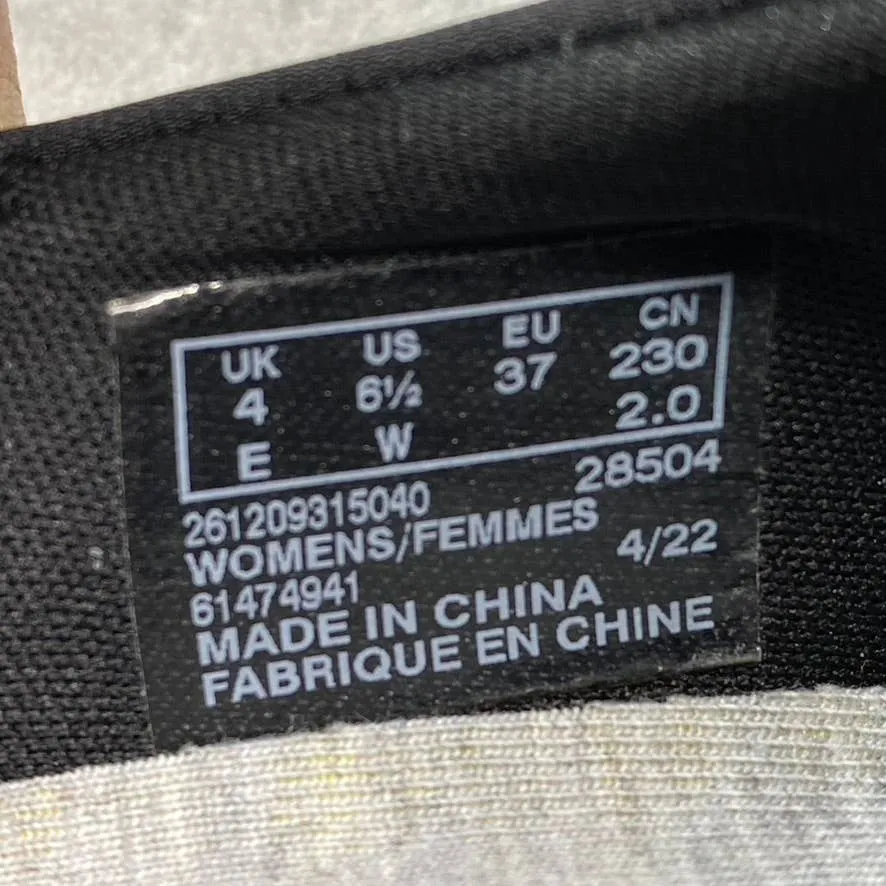 UK US EU CN
4 6½ 37 230
E W 2.0
261209315040 28504
WOMENS/FEMMES
61474941 4/22
MADE IN CHINA
FABRIQUE EN CHINE